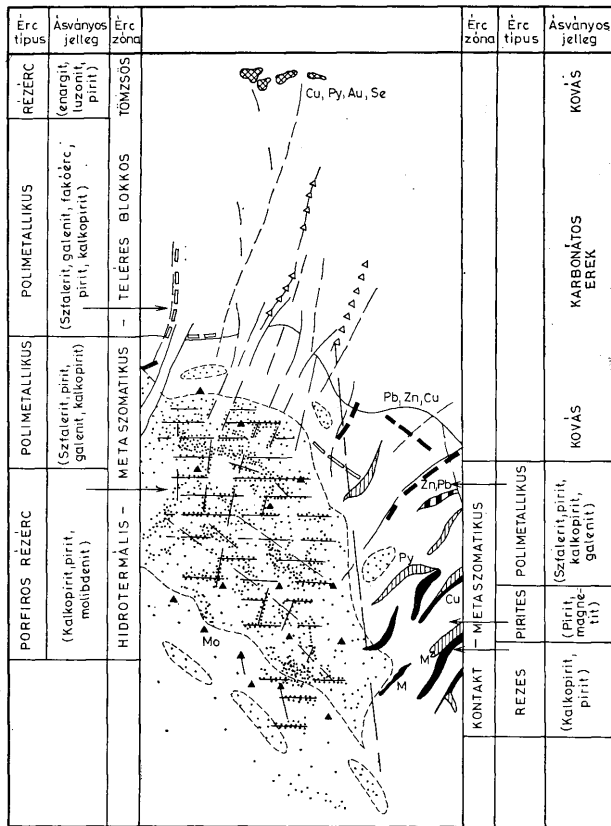 Érc típus
Ásványos jelleg
Érc zóna
Érc zóna
Érc típus
Ásványos jelleg
RÉZÉRC
(enargit, luzonit, pirit)
TÖMZSÖS
POLIMETALLIKUS
(Sztalerit, galenit, fakóérc, pirit, kalkopirit)
– TELÉRES BLOKKOS
POLIMETALLIKUS
(Sztalerit, pirit, galenit, kalkopirit)
PORFIROS RÉZÉRC
(Kalkopirit, pirit, molibdenit)
HIDROTERMÁLIS – METASZOMATIKUS
Cu, Py, Au, Se
Pb, Zn, Cu
Zn, Pb
Py
Cu
Mo
M
M
KONTAKT – METASZOMATIKUS
POLIMETALLIKUS
PIRITES
REZES
KOVÁS
KARBONÁTOS EREK
KOVÁS
(Sztalerit, pirit, kalkopirit, galenit)
(Pirit, magnetit)
(Kalkopirit, pirit)